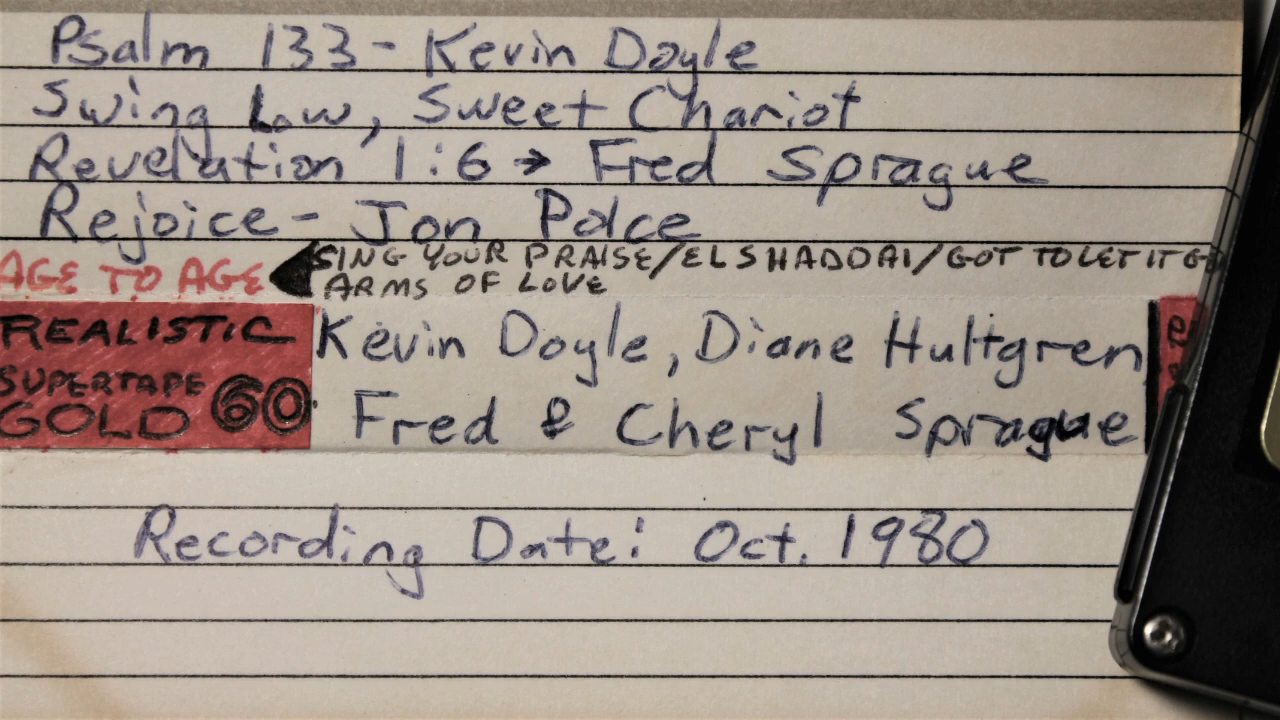 Psalm 133 - Kevin Doyle
Swing Low, Sweet Chariot
Revelation 1:6 → Fred Sprague
Rejoice - Jon Polce
AGE TO AGE
SING YOUR PRAISE/EL SHADDAI/GOT TO LET IT GO
ARMS OF LOVE
REALISTIC
SUPERTAPE
GOLD 60
Kevin Doyle, Diane Hultgren
Fred & Cheryl Sprague
Recording Date: Oct. 1980